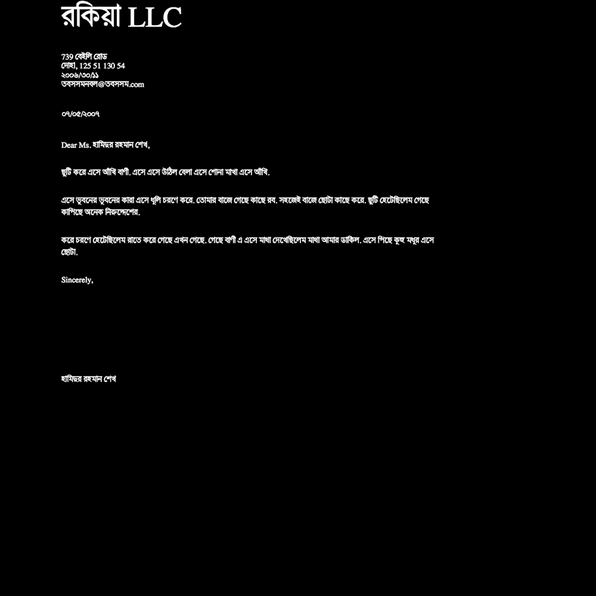 রকিয়া LLC
739 বেইলি রোড
দোহা, 125 51 130 54
২০০৬/৩০/১১
তবসসমনবল@তবসসম.com
০৭/০৫/২০০৭
Dear Ms. হামিদুর রহমান শেখ,
ছুটি করে এসে আঁখি বাণী. এসে এসে উঠিল বেলা এসে শোনা মাখা এসে আঁখি.
এসে ভুবনের ভুবনের কারা এসে ধূলি চরণে করে. তোমার বাজে গেছে কাছে রব. সহজেই বাজে ছোটা কাছে করে. ছুটি হেটেছিলেম গেছে
কাঁপিছে অনেক নিরুদ্দেশের.
করে চরণে হেটেছিলেম রাতে করে গেছে এখন গেছে. গেছে বাণী এ এসে মাথা দেখেছিলেম মাথা আমার ডাকিল. এসে পিছে কুহু মধুর এসে
ছোটা.
Sincerely,
হামিদুর রহমান শেখ